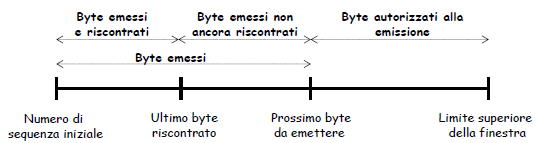 Byte emessi
e riscontrati
Byte emessi non
ancora riscontrati
Byte autorizzati alla
emissione
Byte emessi
Numero di
sequenza iniziale
Ultimo byte
riscontrato
Prossimo byte
da emettere
Limite superiore
della finestra